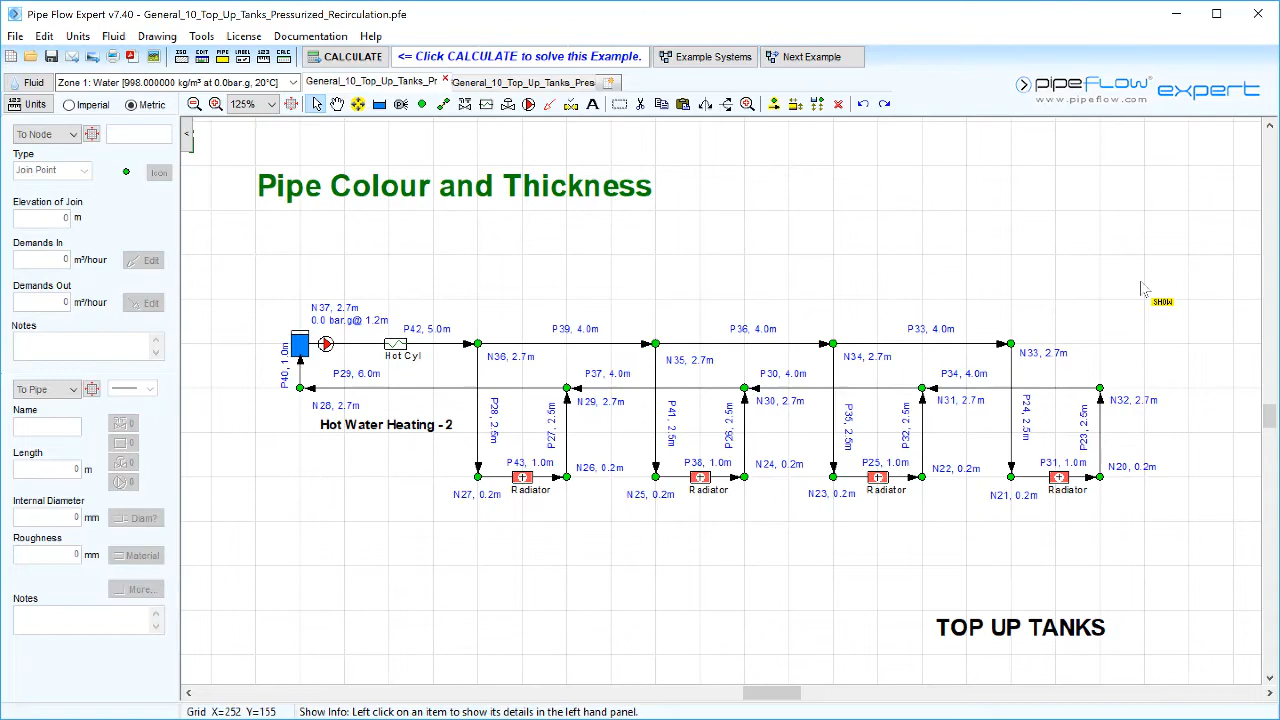 Pipe Flow Expert v7.40 - General_10_Top_Up_Tanks_Pressurized_Recirculation.pfe
File Edit Units Fluid Drawing Tools License Documentation Help
ISO EDIT PIPE LABEL 123 CALC CALCULATE <= Click CALCULATE to solve this Example. Example Systems Next Example
Fluid Zone 1: Water [998.000000 kg/m³ at 0.0bar.g, 20°C] General_10_Top_Up_Tanks_Pr General_10_Top_Up_Tanks_Pres
pipeflow expert
www.pipeflow.com
Units Imperial Metric 125% A
To Node
Type
Join Point Icon
Elevation of Join
0 m
Demands In
0 m³/hour Edit
Demands Out
0 m³/hour Edit
Notes
To Pipe
Name
Length
0 m
Internal Diameter
0 mm Diam?
Roughness
0 mm Material
More...
Notes
Pipe Colour and Thickness
SHOW
N37, 2.7m
0.0 bar.g@ 1.2m
P42, 5.0m P39, 4.0m P36, 4.0m P33, 4.0m
Hot Cyl N36, 2.7m N35, 2.7m N34, 2.7m N33, 2.7m
P40, 1.0m
P29, 6.0m P37, 4.0m P30, 4.0m P34, 4.0m
N28, 2.7m N29, 2.7m N30, 2.7m N31, 2.7m N32, 2.7m
Hot Water Heating - 2
P28, 2.5m P27, 2.5m P41, 2.5m P26, 2.5m P35, 2.5m P32, 2.5m P24, 2.5m P23, 2.5m
P43, 1.0m N26, 0.2m P38, 1.0m N24, 0.2m P25, 1.0m N22, 0.2m P31, 1.0m N20, 0.2m
N27, 0.2m Radiator N25, 0.2m Radiator N23, 0.2m Radiator N21, 0.2m Radiator
TOP UP TANKS
Grid X=252 Y=155 Show Info: Left click on an item to show its details in the left hand panel.